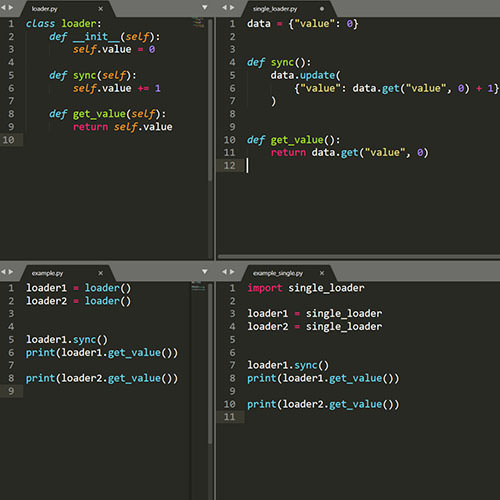 loader.py
1 class loader:
2     def __init__(self):
3         self.value = 0
4
5     def sync(self):
6         self.value += 1
7
8     def get_value(self):
9         return self.value
10
single_loader.py
1 data = {"value": 0}
2
3
4 def sync():
5     data.update(
6         {"value": data.get("value", 0) + 1}
7     )
8
9
10 def get_value():
11     return data.get("value", 0)
12
example.py
1 loader1 = loader()
2 loader2 = loader()
3
4
5 loader1.sync()
6 print(loader1.get_value())
7
8 print(loader2.get_value())
9
example_single.py
1 import single_loader
2
3 loader1 = single_loader
4 loader2 = single_loader
5
6
7 loader1.sync()
8 print(loader1.get_value())
9
10 print(loader2.get_value())
11